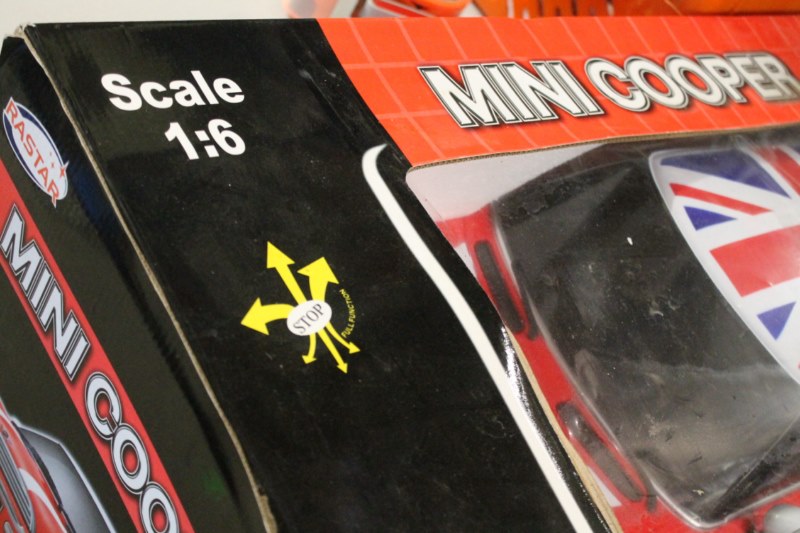 Scale
1:6
MINI COOPER
RASTAR
MINI COO
STOP
FULL FUNCTION